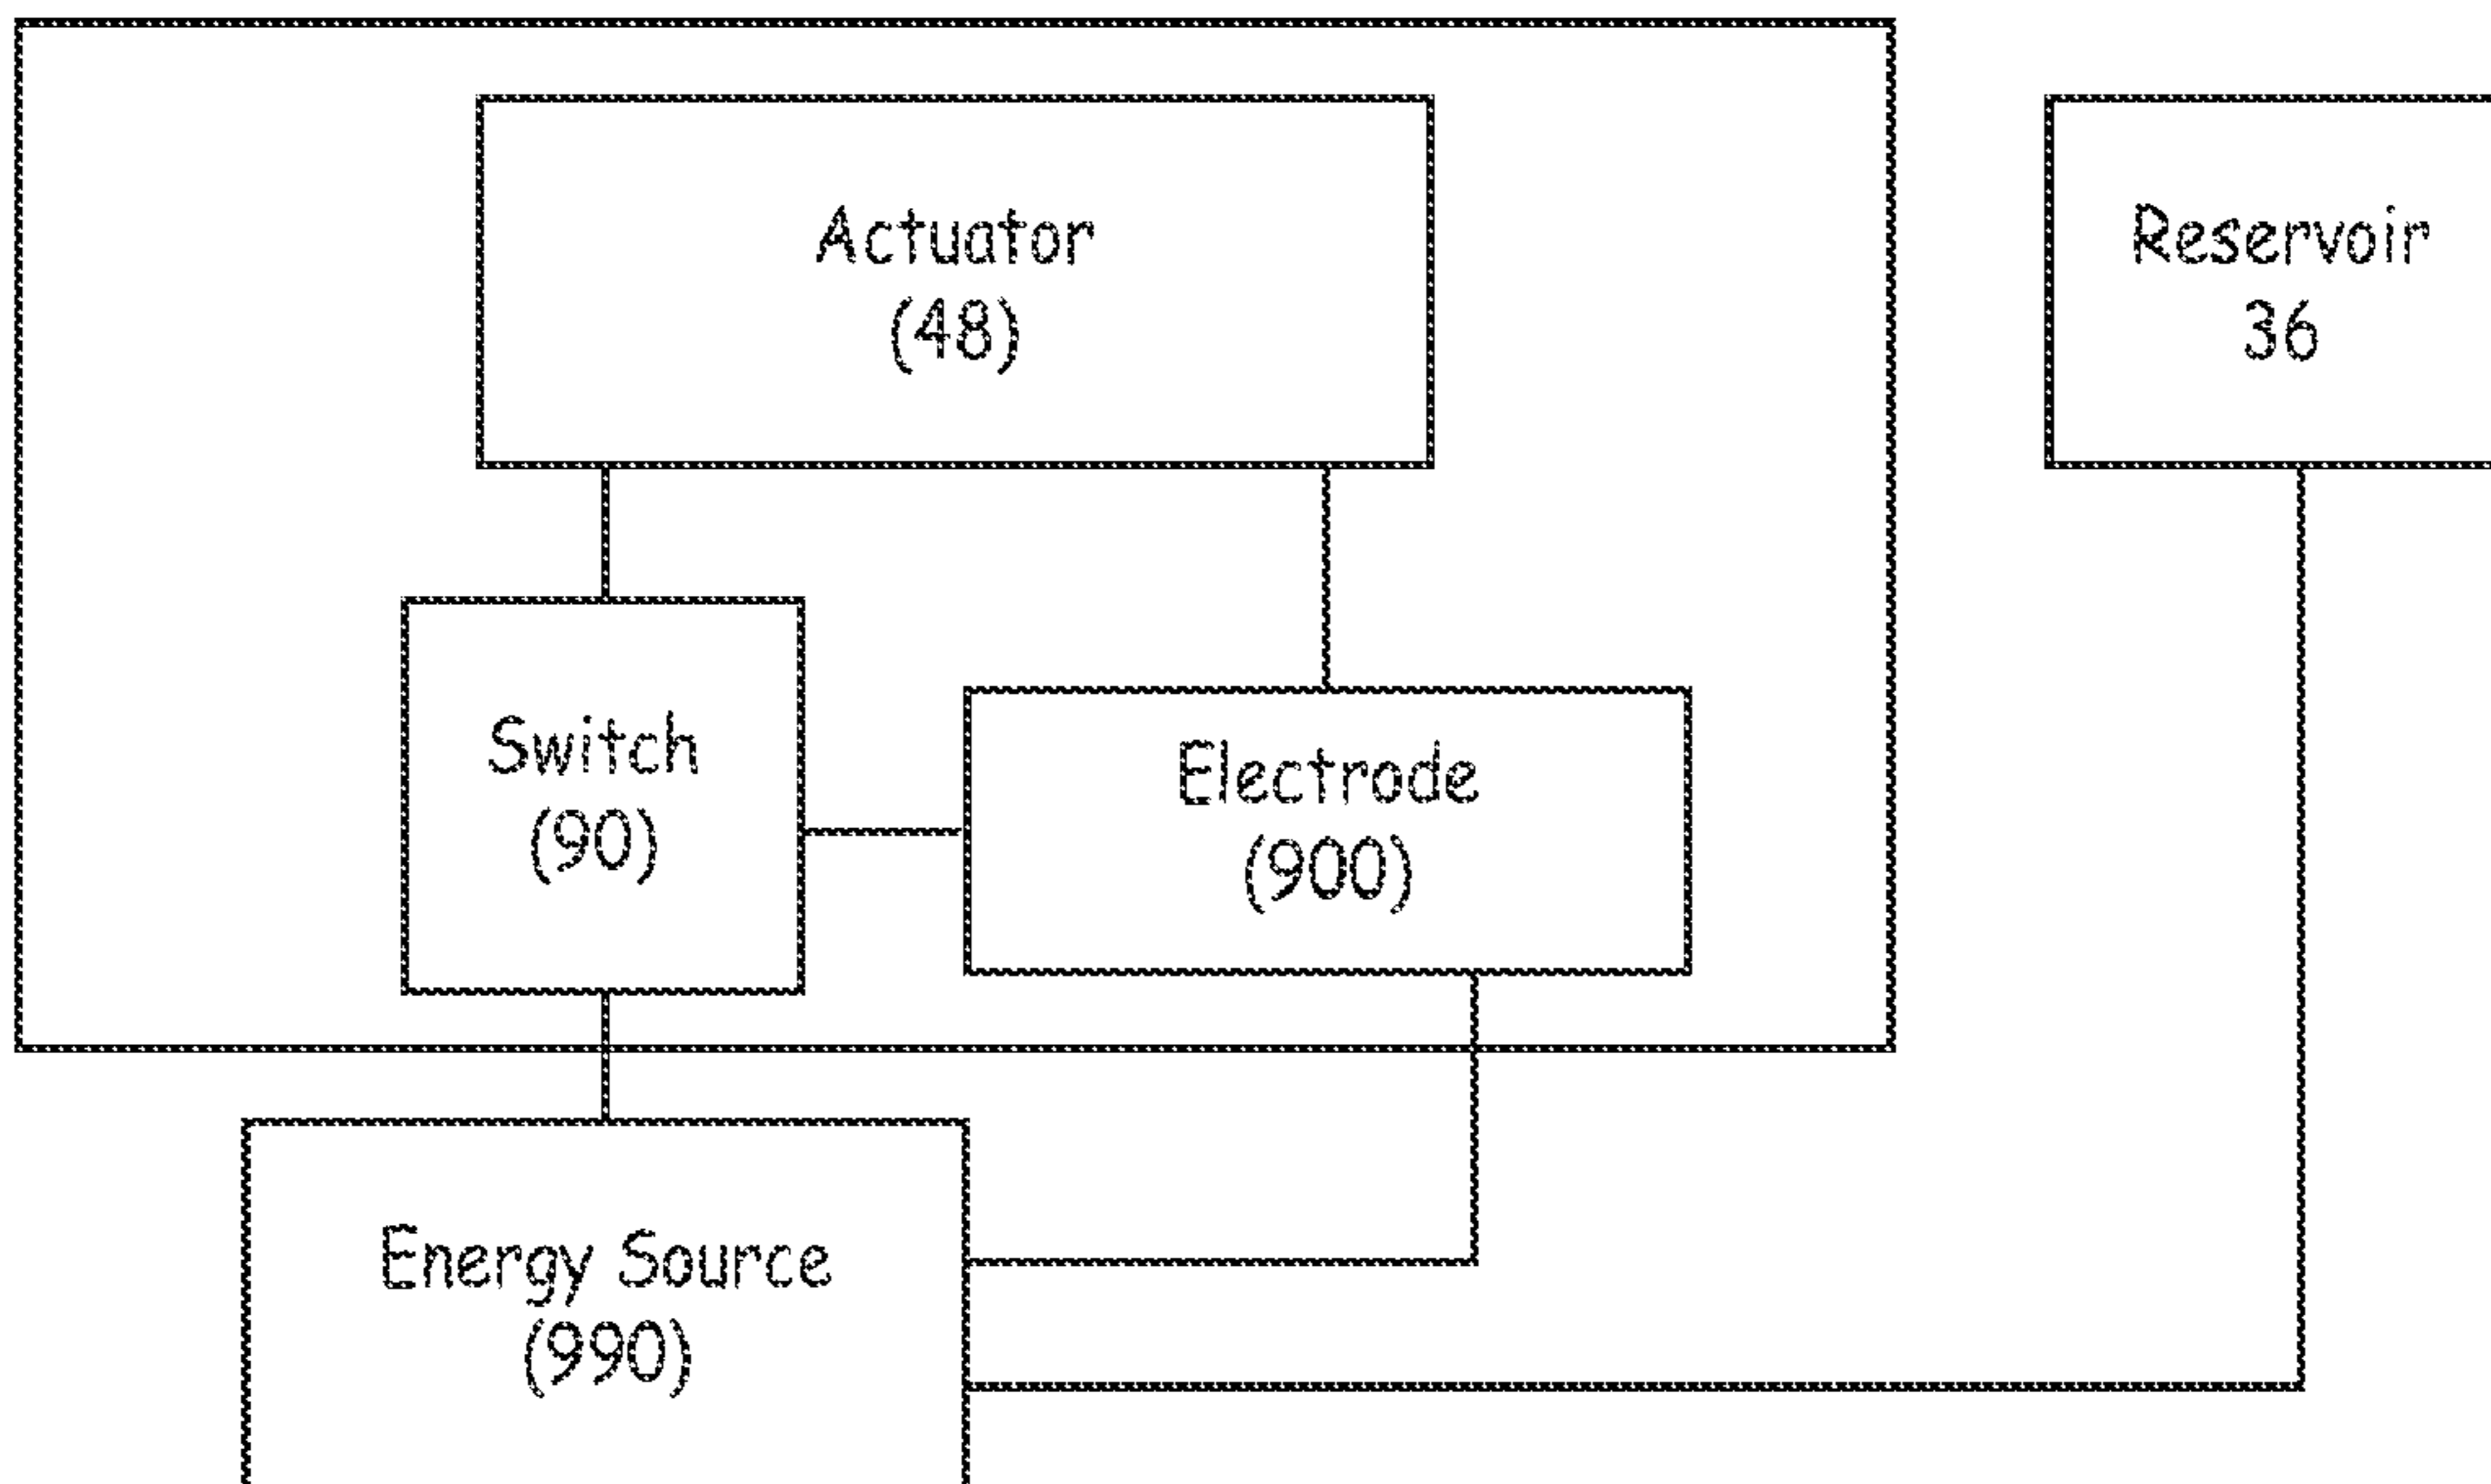 Actuator
(48)
Reservoir
36
Switch
(90)
Electrode
(900)
Energy Source
(990)